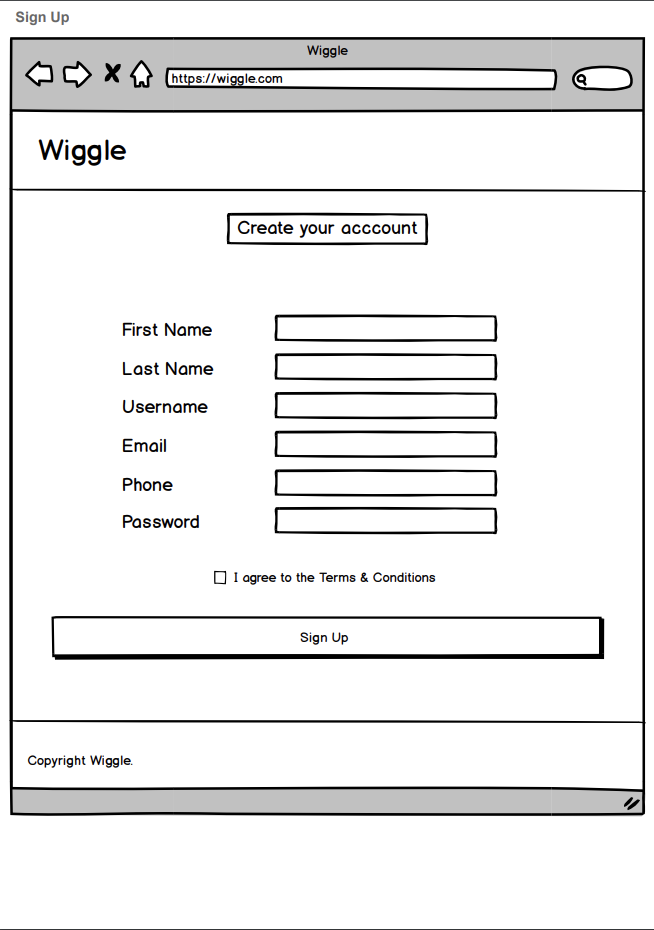 Sign Up
Wiggle
https://wiggle.com
Wiggle
Create your acccount
First Name
Last Name
Username
Email
Phone
Password
I agree to the Terms & Conditions
Sign Up
Copyright Wiggle.